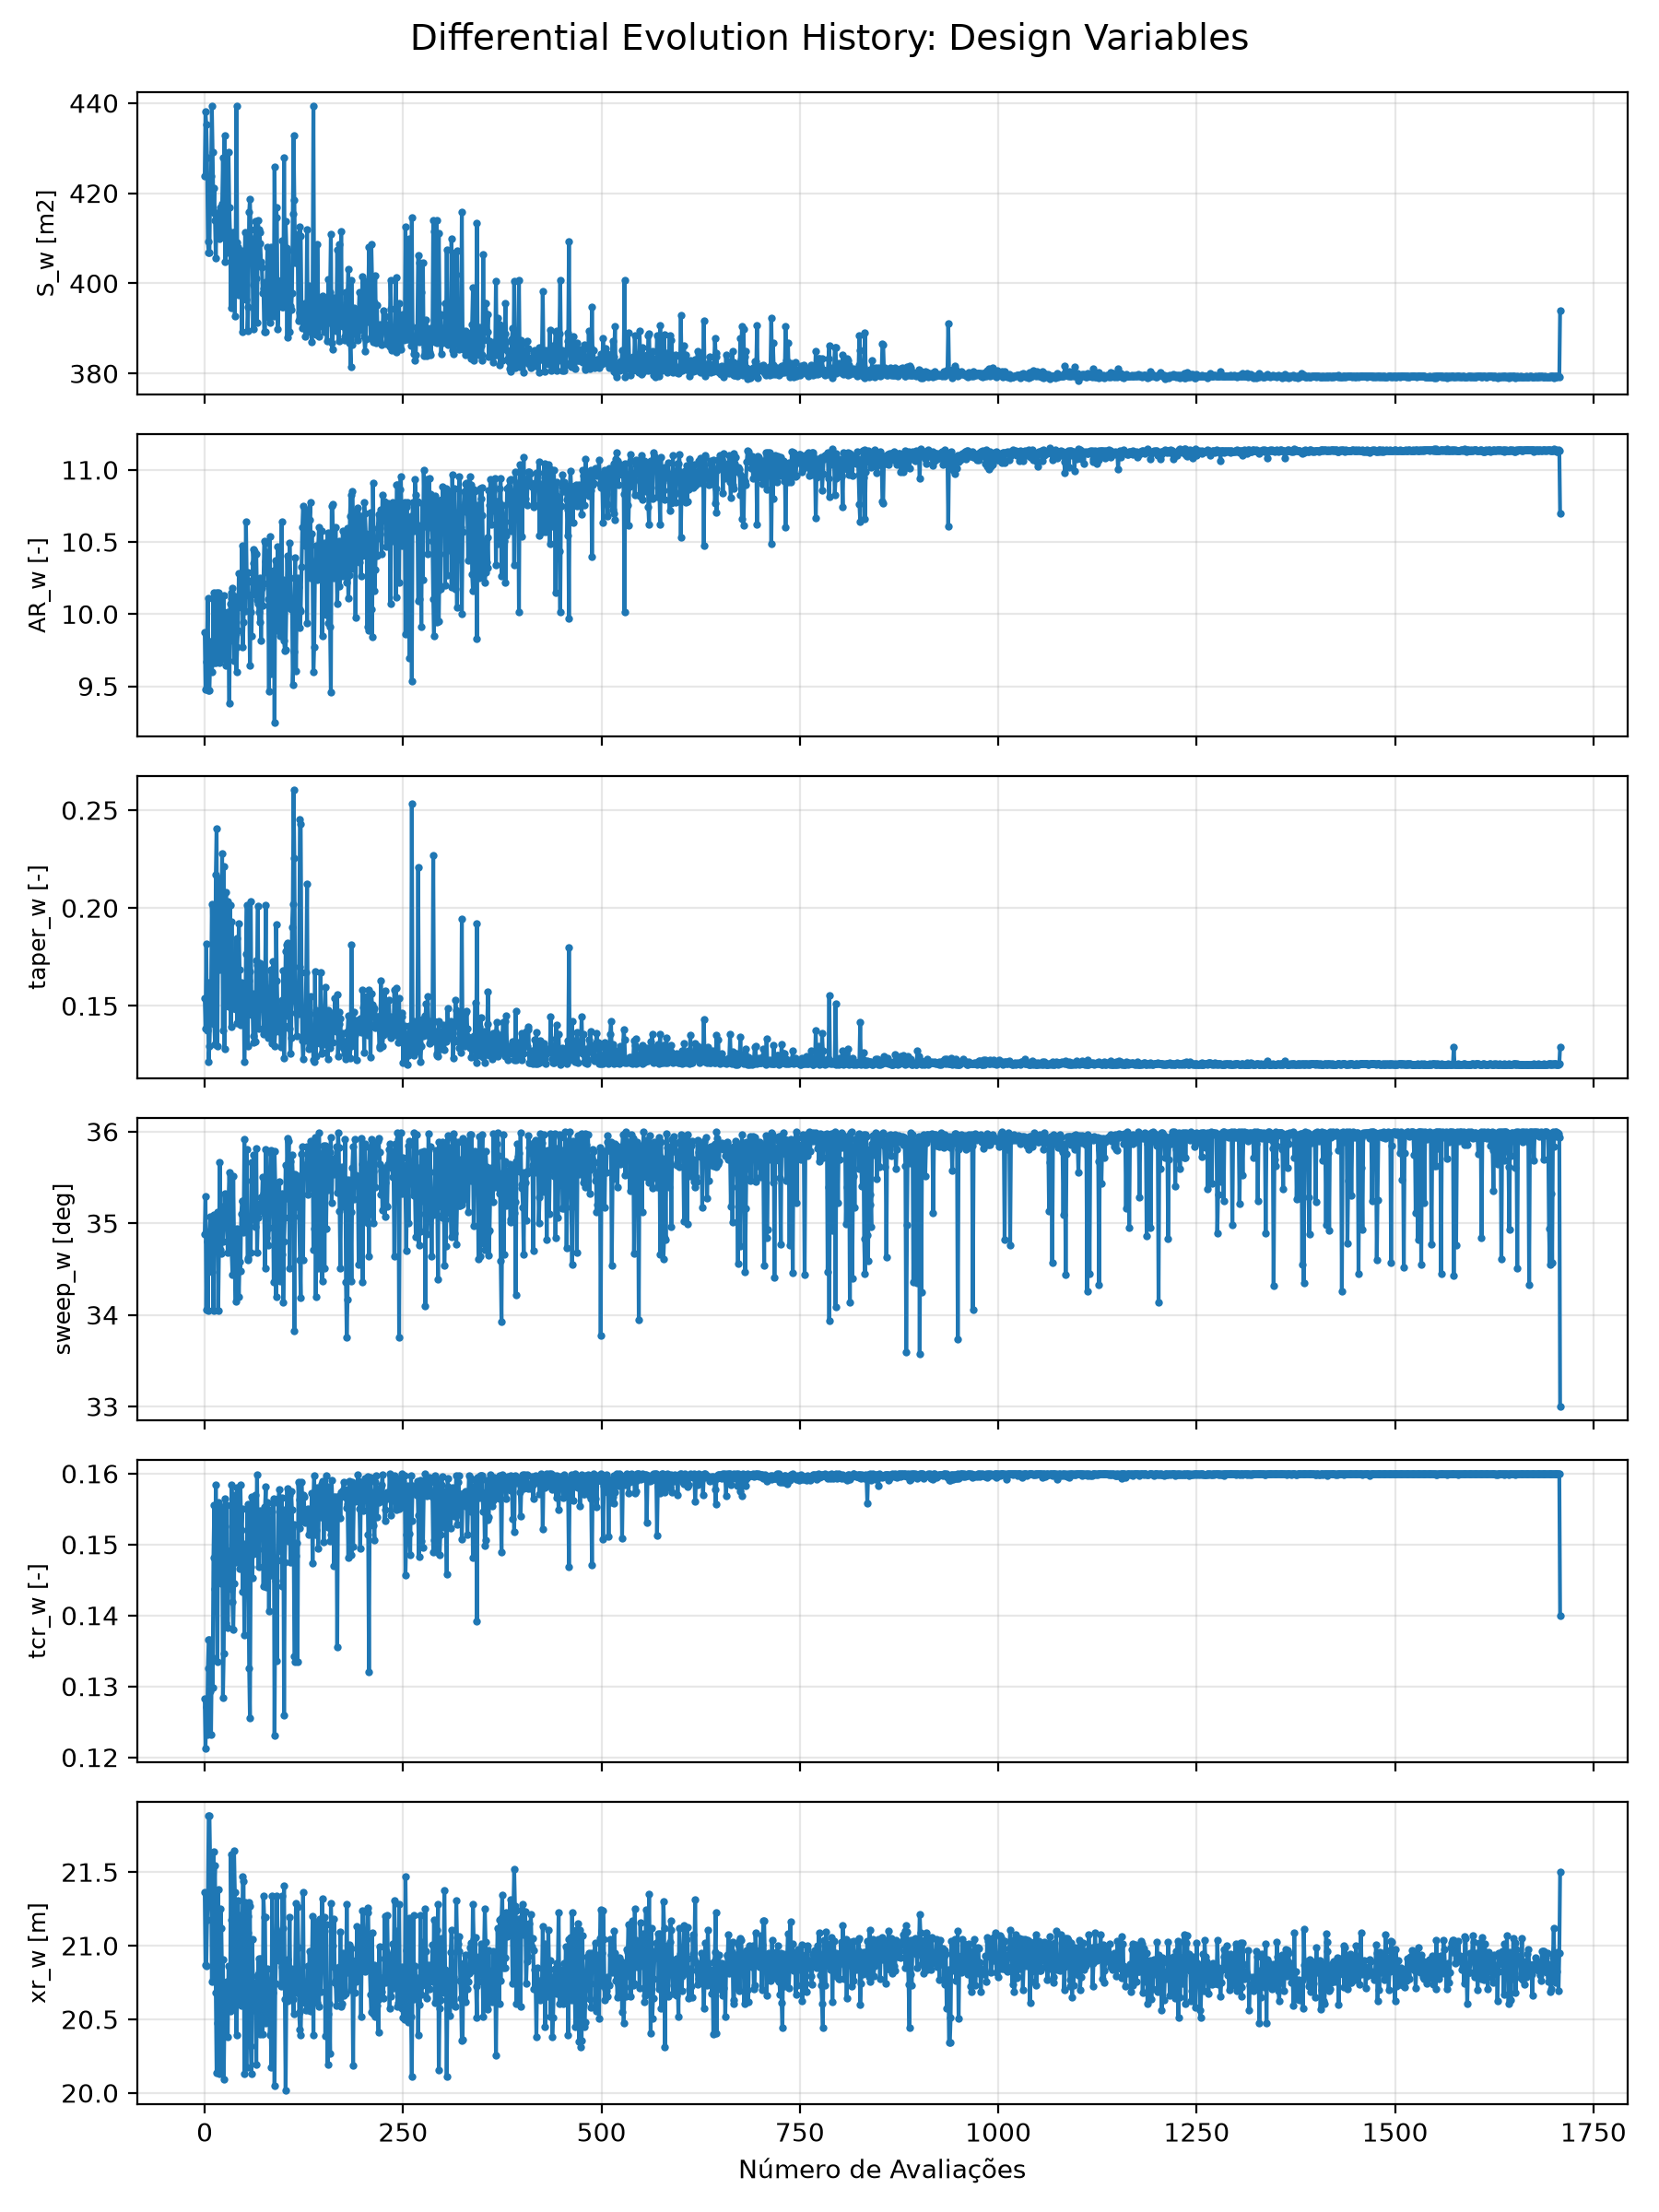 Differential Evolution History: Design Variables
440
420
400
380
S_w [m2]
11.0
10.5
10.0
9.5
AR_w [-]
0.25
0.20
0.15
taper_w [-]
36
35
34
33
sweep_w [deg]
0.16
0.15
0.14
0.13
0.12
tcr_w [-]
21.5
21.0
20.5
20.0
xr_w [m]
0 250 500 750 1000 1250 1500 1750
Número de Avaliações